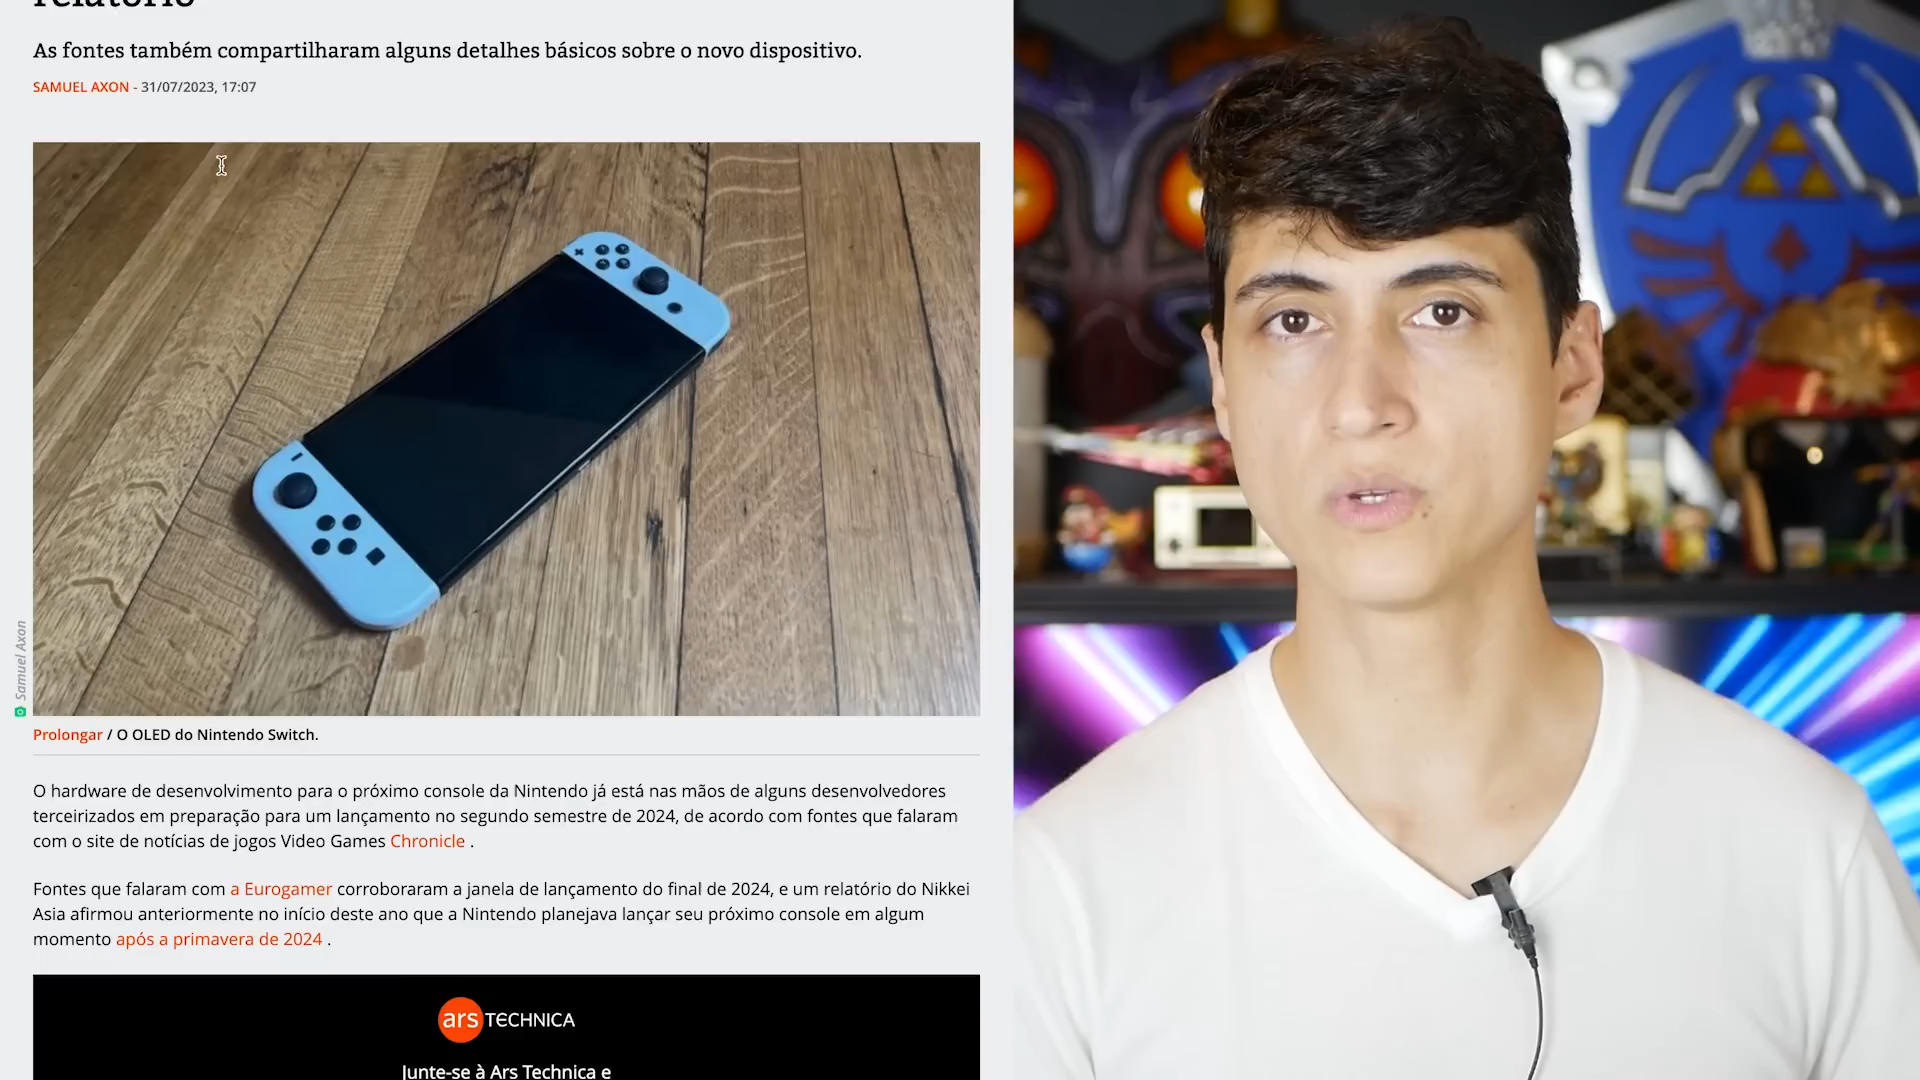 relatório
As fontes também compartilharam alguns detalhes básicos sobre o novo dispositivo.
SAMUEL AXON - 31/07/2023, 17:07
Samuel Axon
Prolongar / O OLED do Nintendo Switch.
O hardware de desenvolvimento para o próximo console da Nintendo já está nas mãos de alguns desenvolvedores
terceirizados em preparação para um lançamento no segundo semestre de 2024, de acordo com fontes que falaram
com o site de notícias de jogos Video Games Chronicle .
Fontes que falaram com a Eurogamer corroboraram a janela de lançamento do final de 2024, e um relatório do Nikkei
Asia afirmou anteriormente no início deste ano que a Nintendo planejava lançar seu próximo console em algum
momento após a primavera de 2024 .
ars TECHNICA
Junte-se à Ars Technica e